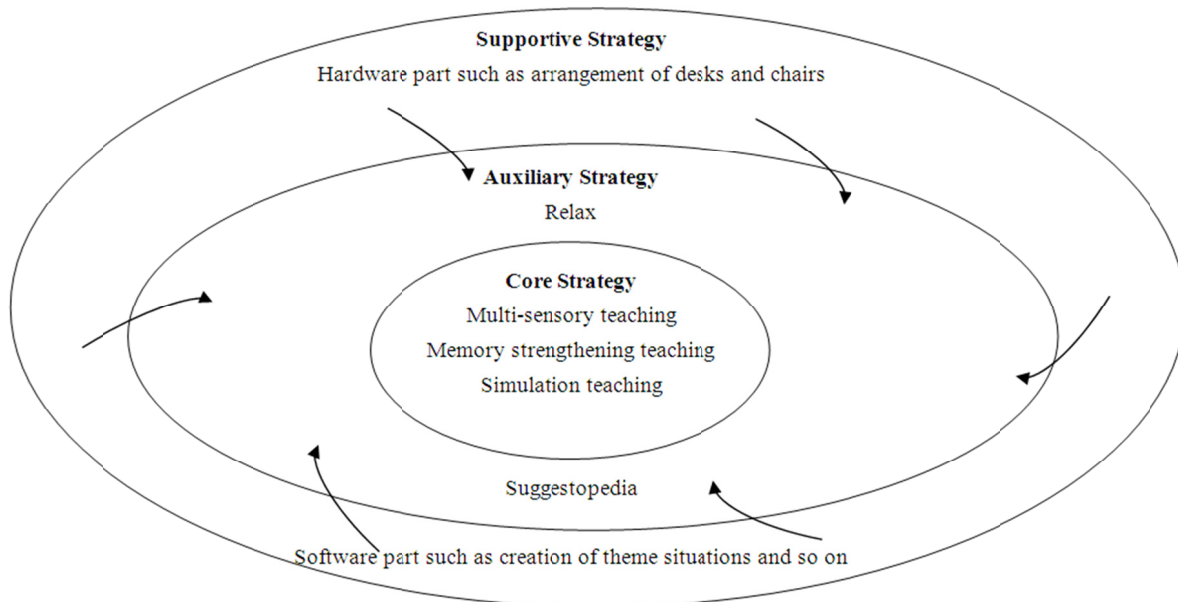 Supportive Strategy
Hardware part such as arrangement of desks and chairs
Auxiliary Strategy
Relax
Core Strategy
Multi-sensory teaching
Memory strengthening teaching
Simulation teaching
Suggestopedia
Software part such as creation of theme situations and so on